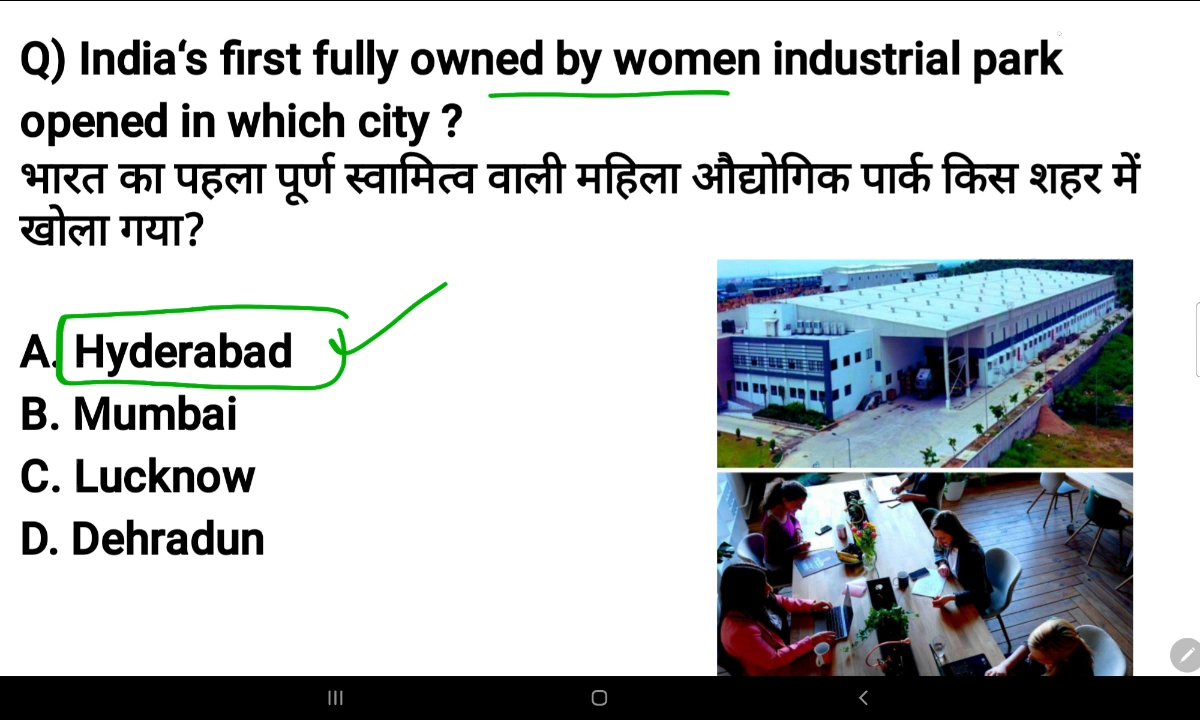 Q) India‘s first fully owned by women industrial park
opened in which city ?
भारत का पहला पूर्ण स्वामित्व वाली महिला औद्योगिक पार्क किस शहर में
खोला गया?
A. Hyderabad
B. Mumbai
C. Lucknow
D. Dehradun